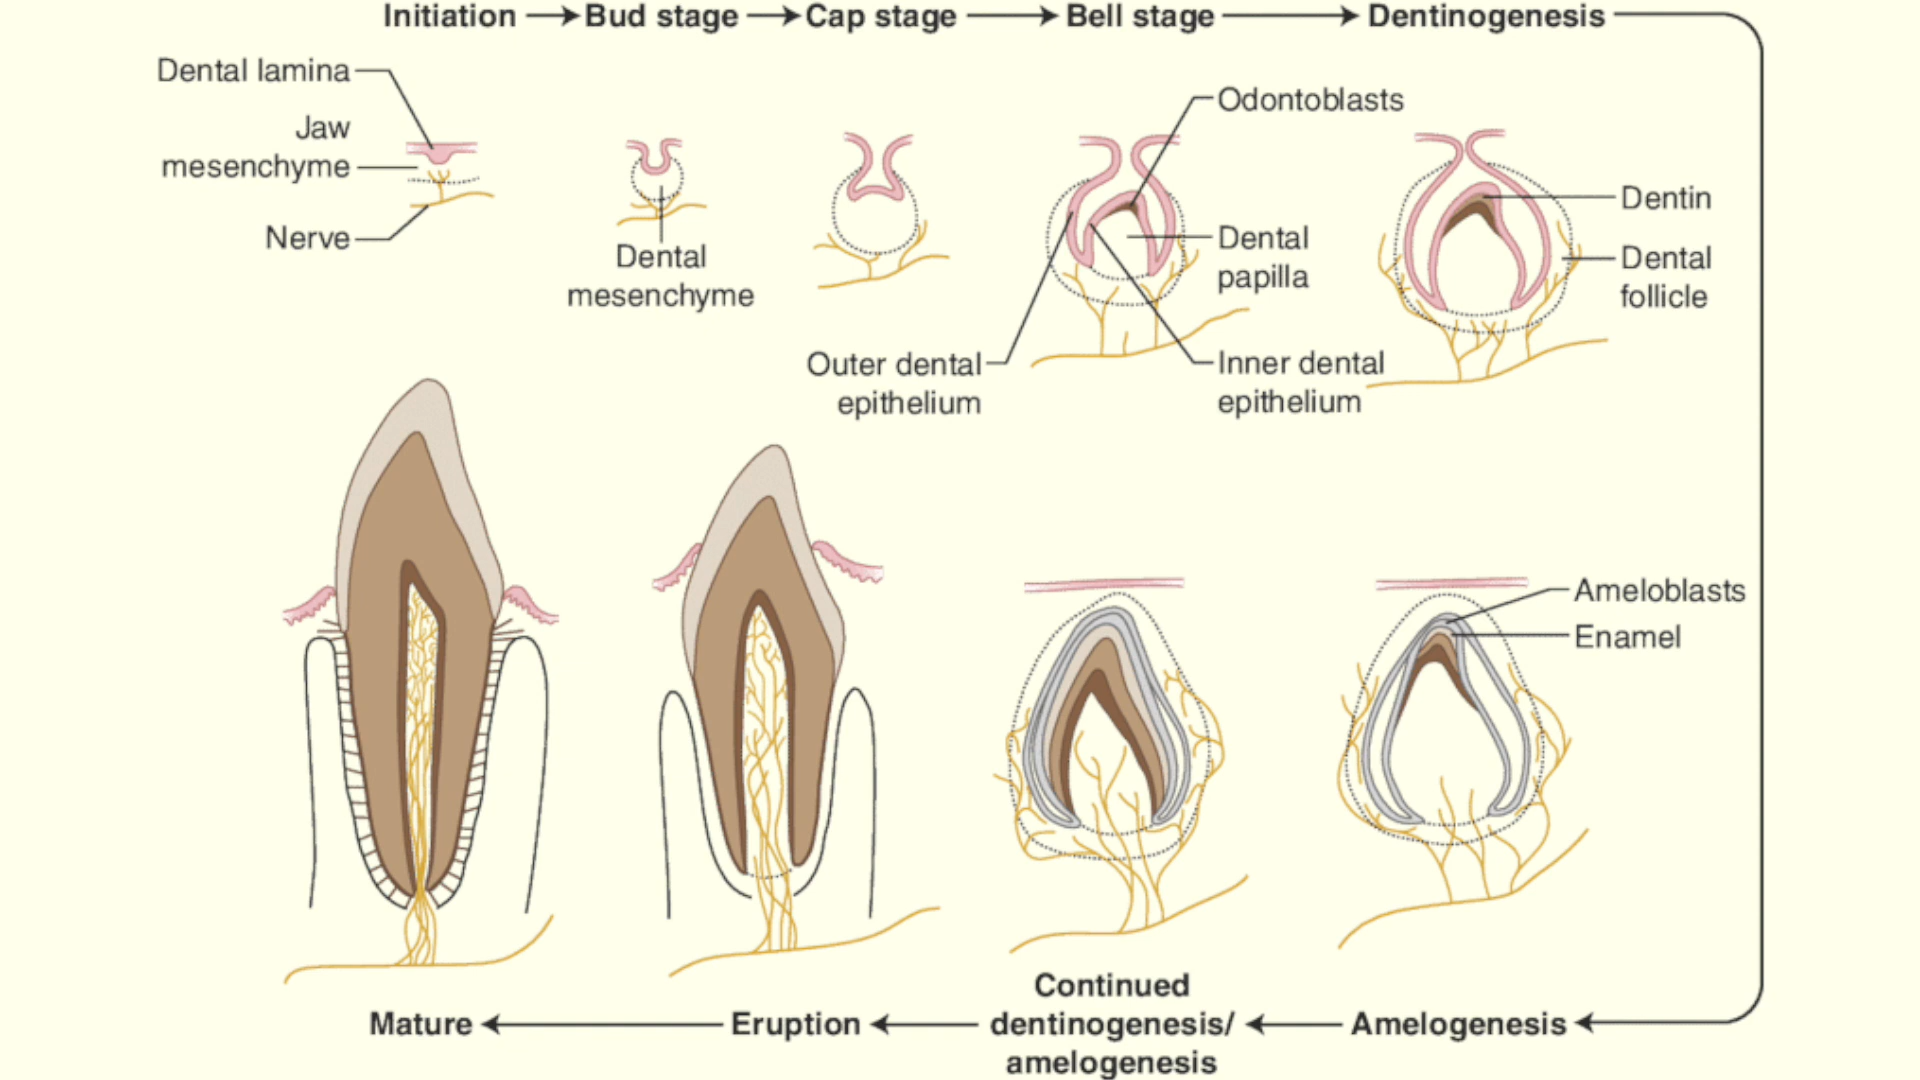 Initiation
Bud stage
Cap stage
Bell stage
Dentinogenesis
Dental lamina
Jaw
mesenchyme
Nerve
Dental
mesenchyme
Odontoblasts
Dental
papilla
Outer dental
epithelium
Inner dental
epithelium
Dentin
Dental
follicle
Ameloblasts
Enamel
Mature
Eruption
Continued
dentinogenesis/
amelogenesis
Amelogenesis